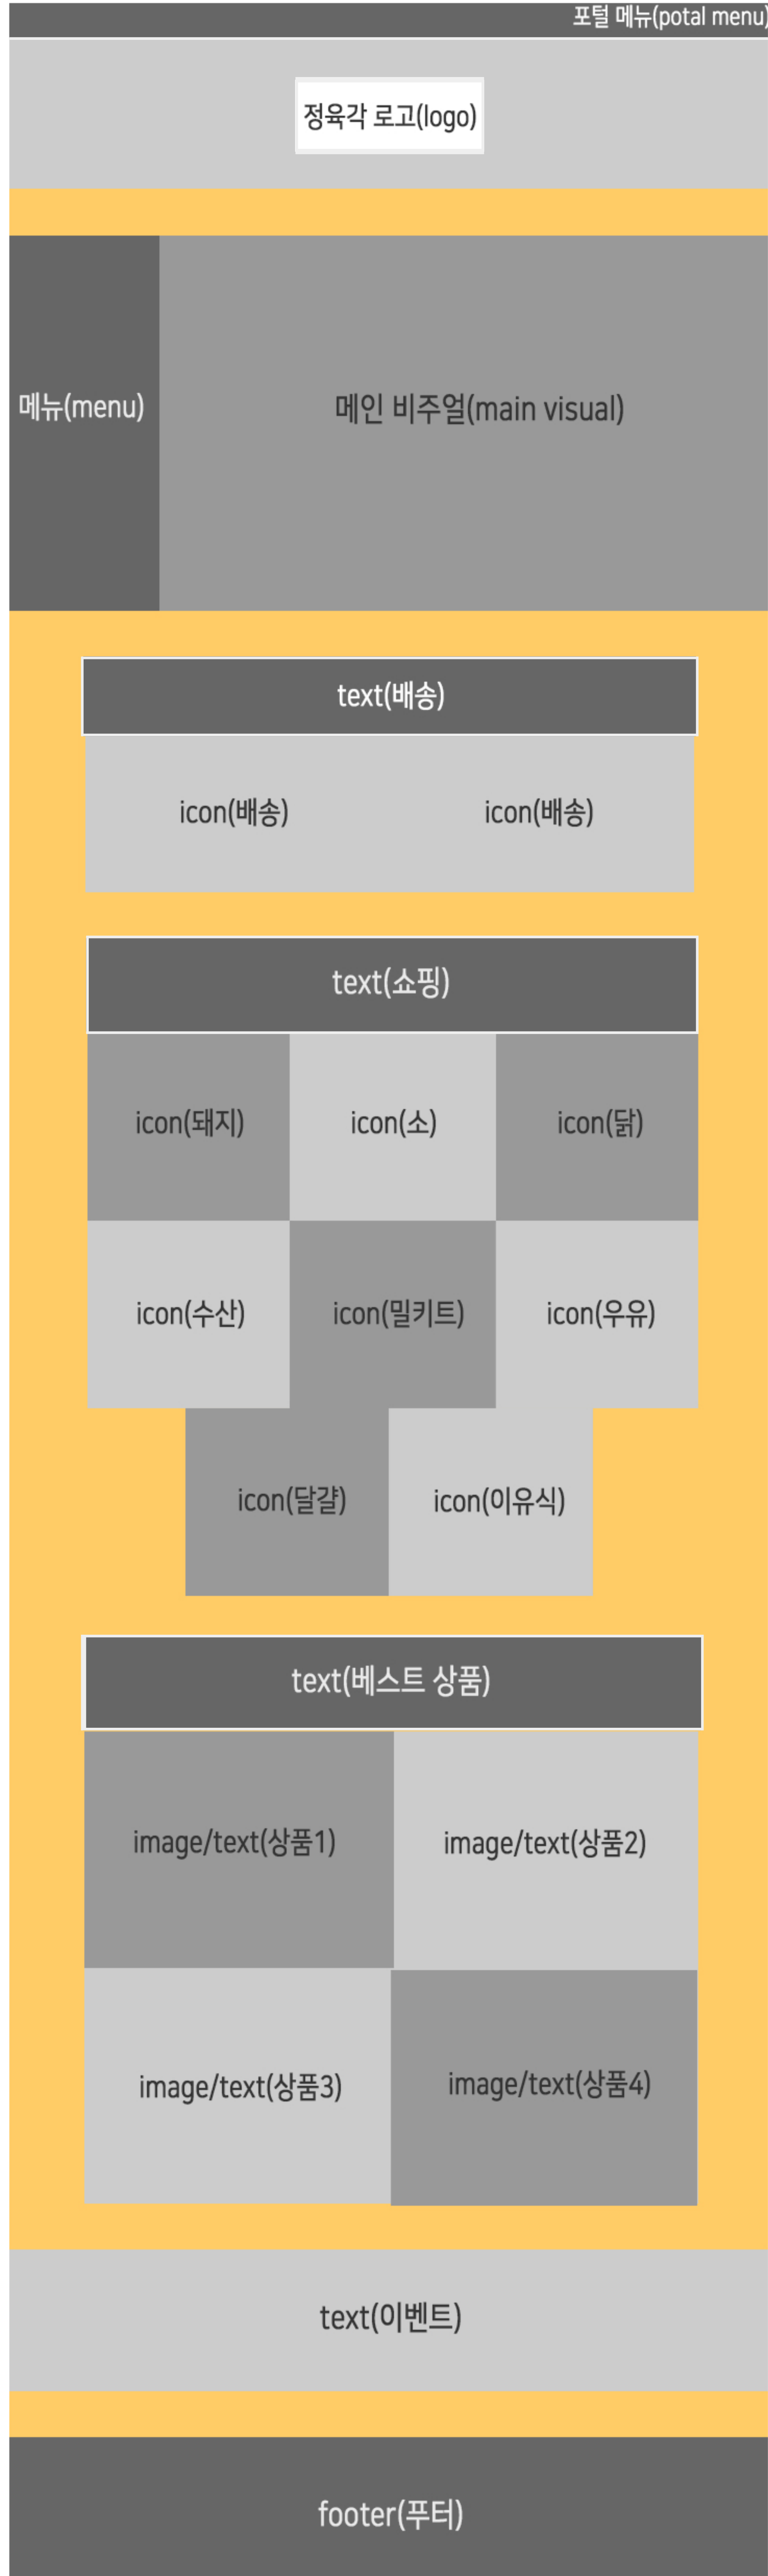 포털 메뉴(potal menu)
정육각 로고(logo)
메뉴(menu)
메인 비주얼(main visual)
text(배송)
icon(배송)
icon(배송)
text(쇼핑)
icon(돼지)
icon(소)
icon(닭)
icon(수산)
icon(밀키트)
icon(우유)
icon(달걀)
icon(이유식)
text(베스트 상품)
image/text(상품1)
image/text(상품2)
image/text(상품3)
image/text(상품4)
text(이벤트)
footer(푸터)